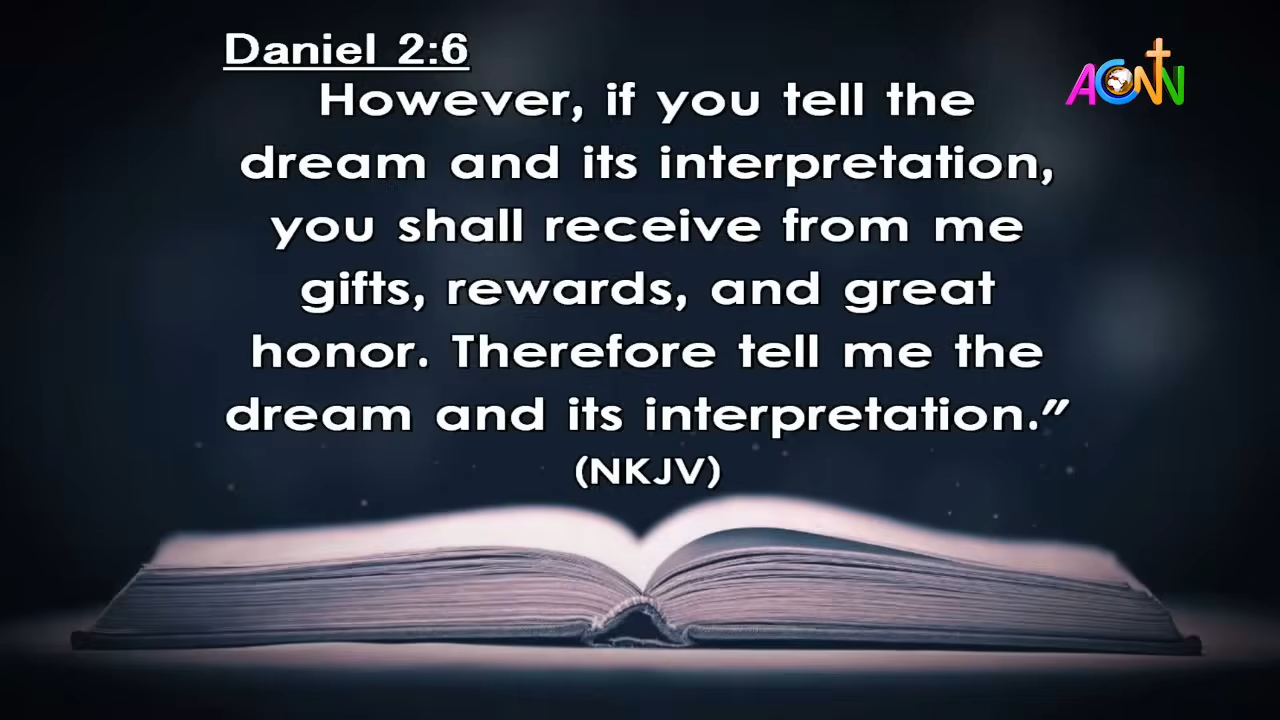 Daniel 2:6
ACNN
However, if you tell the
dream and its interpretation,
you shall receive from me
gifts, rewards, and great
honor. Therefore tell me the
dream and its interpretation.”
(NKJV)